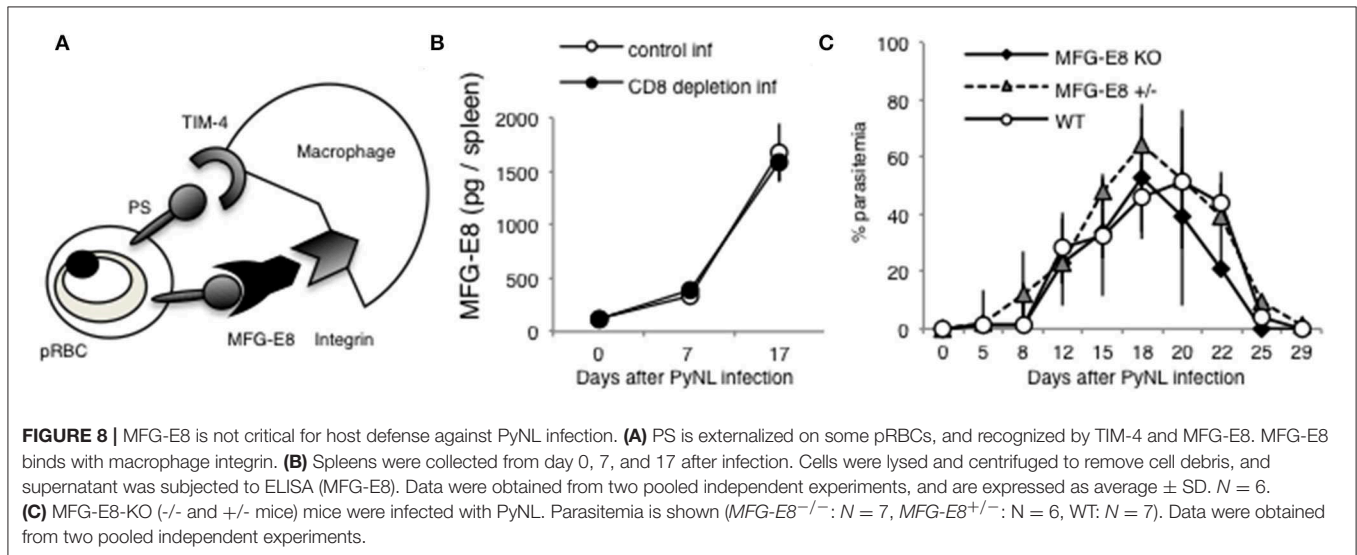 A
TIM-4
Macrophage
PS
pRBC
MFG-E8
Integrin
B
control inf
CD8 depletion inf
MFG-E8 (pg / spleen)
2000
1500
1000
500
0
0
7
17
Days after PyNL infection
C
MFG-E8 KO
MFG-E8 +/-
WT
% parasitemia
100
80
60
40
20
0
0 5 8 12 15 18 20 22 25 29
Days after PyNL infection
FIGURE 8 | MFG-E8 is not critical for host defense against PyNL infection. (A) PS is externalized on some pRBCs, and recognized by TIM-4 and MFG-E8. MFG-E8
binds with macrophage integrin. (B) Spleens were collected from day 0, 7, and 17 after infection. Cells were lysed and centrifuged to remove cell debris, and
supernatant was subjected to ELISA (MFG-E8). Data were obtained from two pooled independent experiments, and are expressed as average ± SD. N = 6.
(C) MFG-E8-KO (-/- and +/- mice) mice were infected with PyNL. Parasitemia is shown (MFG-E8−/−: N = 7, MFG-E8+/−: N = 6, WT: N = 7). Data were obtained
from two pooled independent experiments.